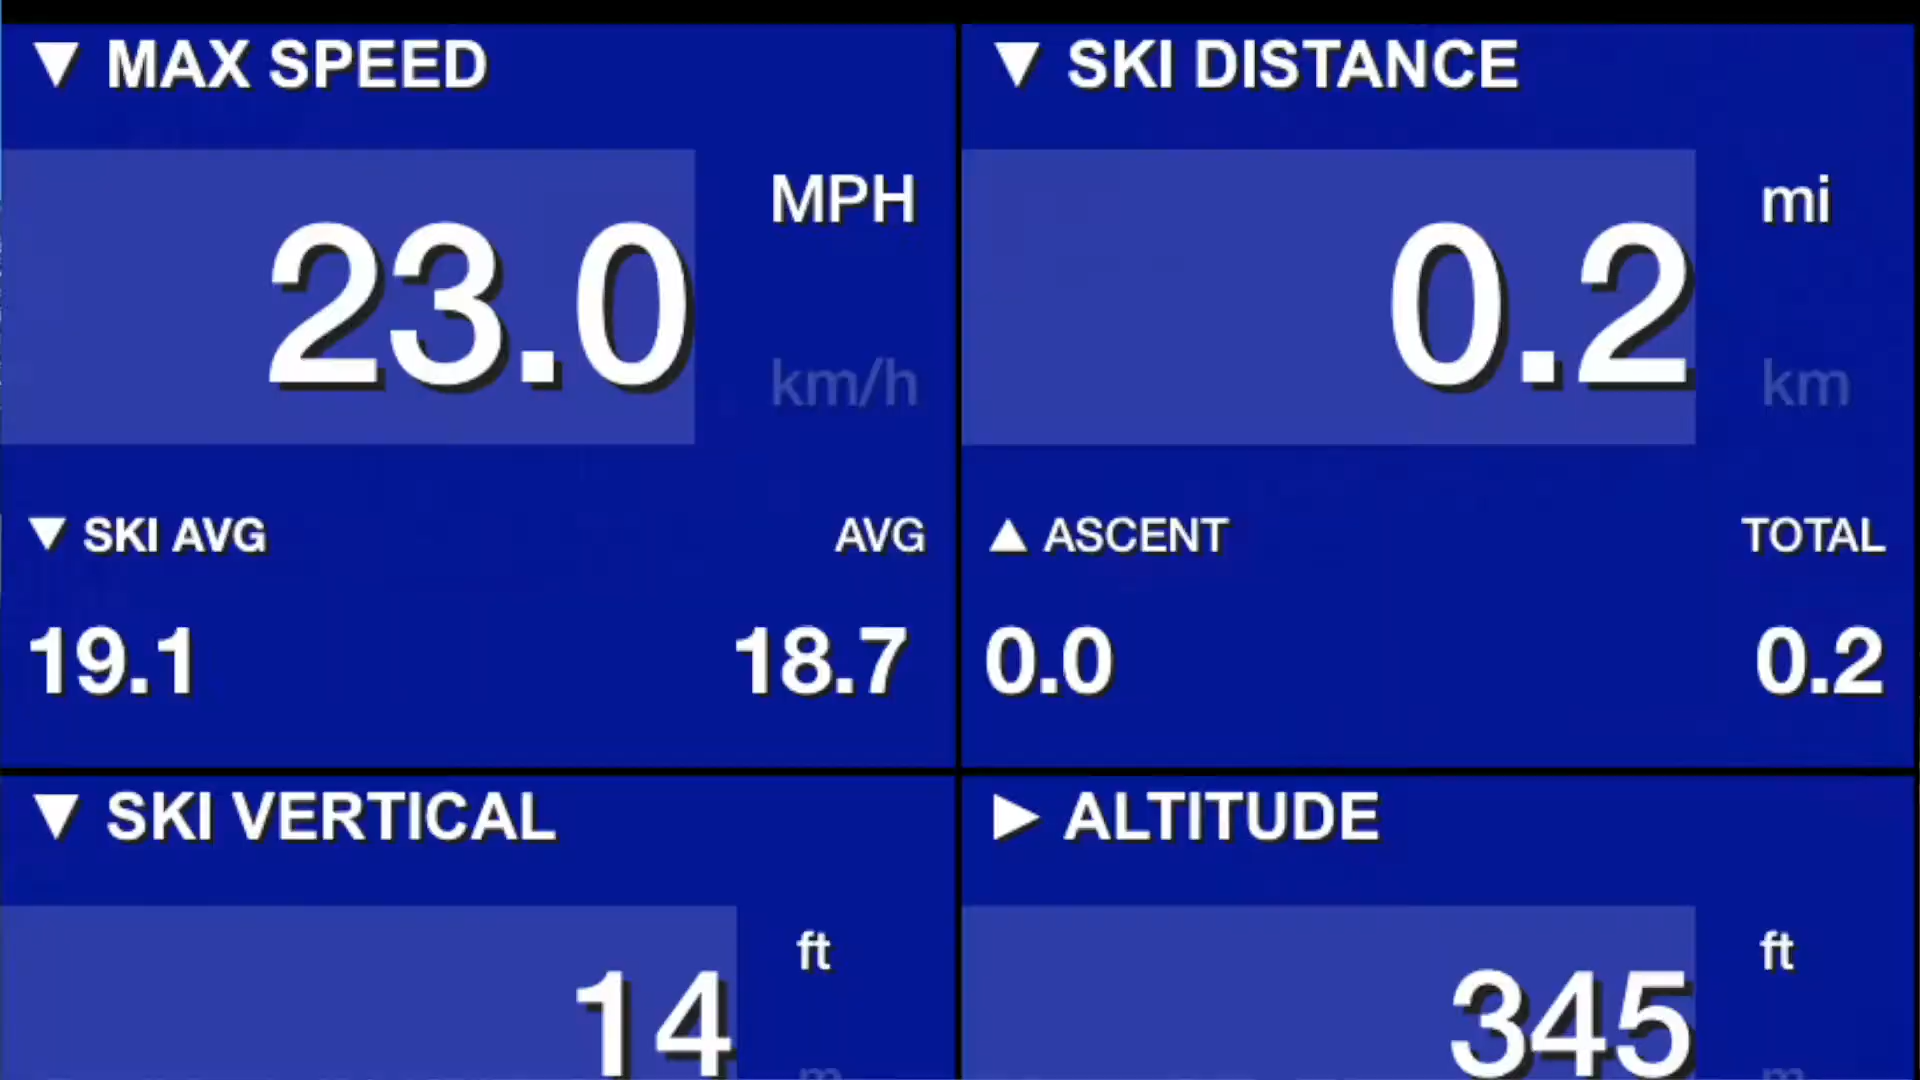 ▼ MAX SPEED
23.0
MPH
km/h
▼ SKI AVG
AVG
19.1
18.7
▼ SKI DISTANCE
0.2
mi
km
▲ ASCENT
TOTAL
0.0
0.2
▼ SKI VERTICAL
14
ft
m
▶ ALTITUDE
345
ft
m